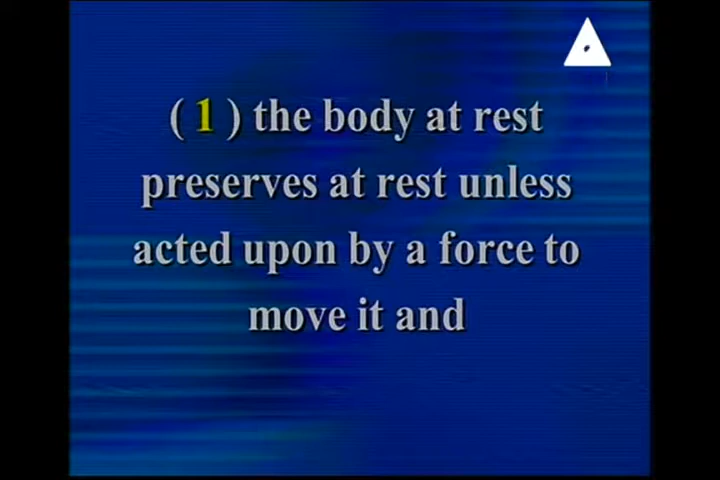 ( 1 ) the body at rest
preserves at rest unless
acted upon by a force to
move it and